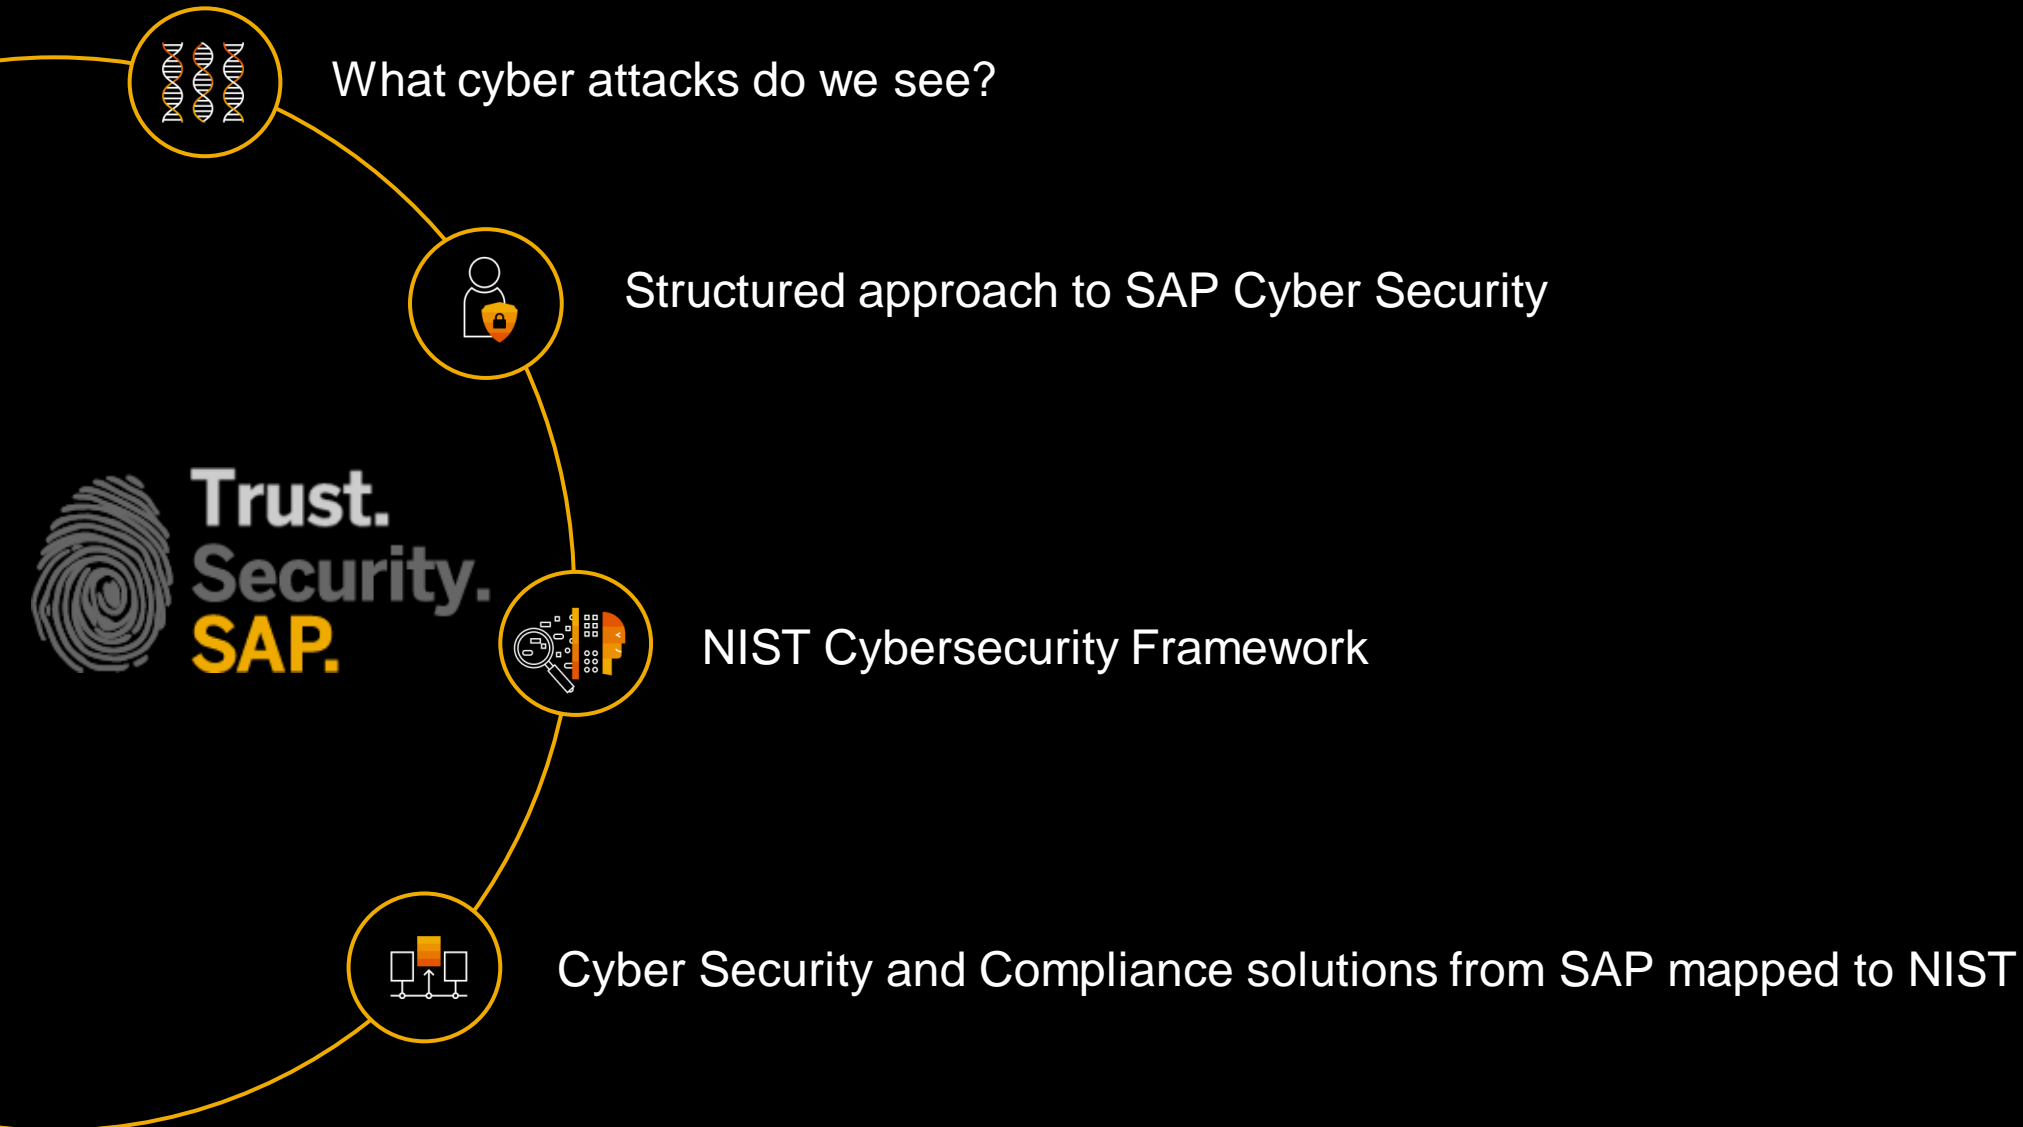 What cyber attacks do we see?
Structured approach to SAP Cyber Security
Trust.
Security.
SAP.
NIST Cybersecurity Framework
Cyber Security and Compliance solutions from SAP mapped to NIST